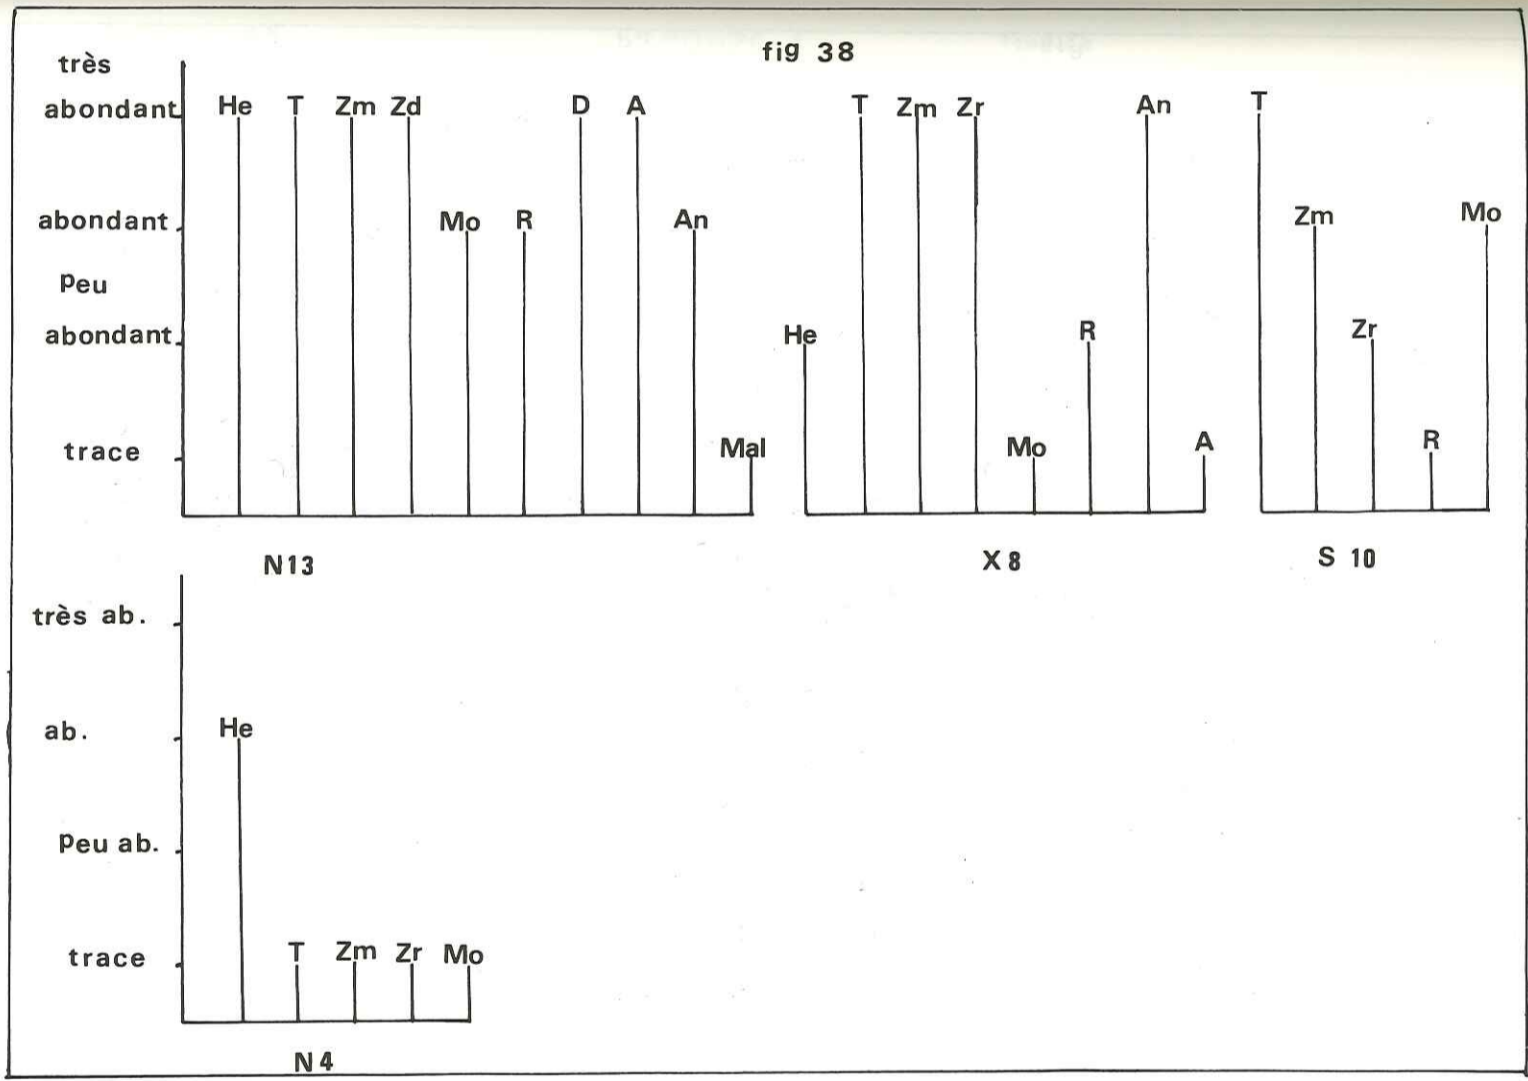 fig 38
très
abondant He T Zm Zd D A T Zm Zr An T
abondant Mo R An Zm Mo
Peu
abondant He R Zr
trace Mal Mo A R
N13 X 8 S 10
très ab.
ab. He
Peu ab.
trace T Zm Zr Mo
N 4